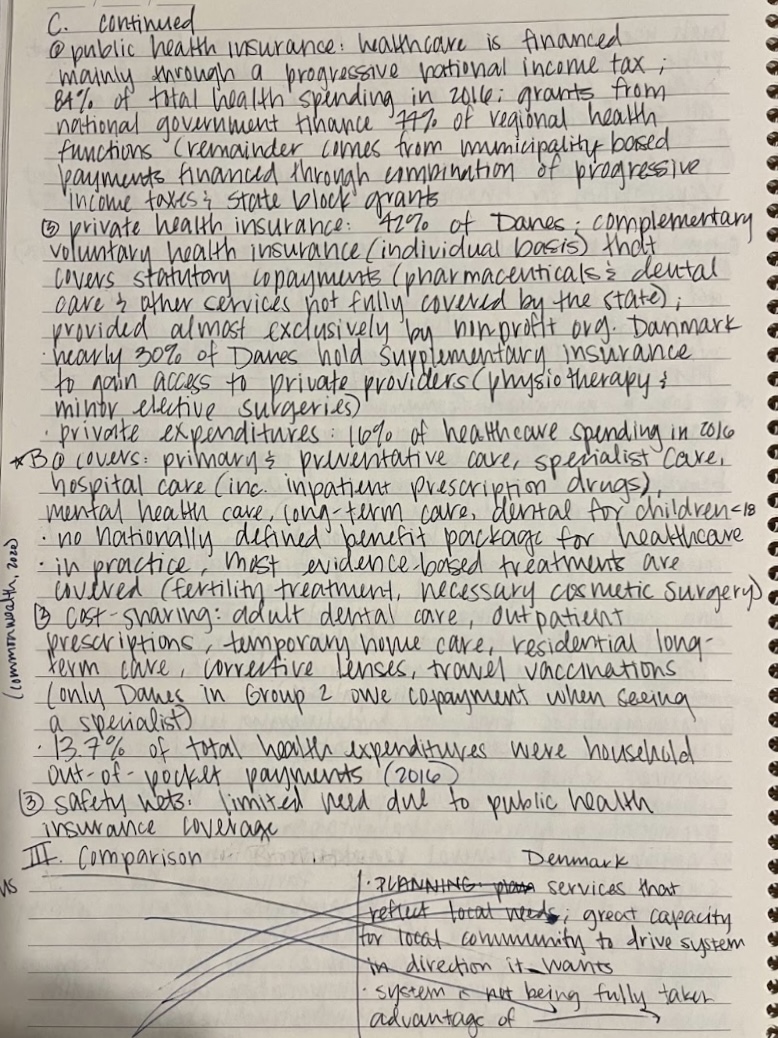 C. continued
@ public health insurance: healthcare is financed
mainly through a progressive national income tax;
84% of total health spending in 2016; grants from
national government finance 77% of regional health
functions (remainder comes from municipality based
payments financed through combination of progressive
income taxes & state block grants
private health insurance: 42% of Danes; complementary
voluntary health insurance (individual basis) that
covers statutory copayments (pharmaceuticals & dental
care & other services not fully covered by the state);
provided almost exclusively by nonprofit org. Danmark
· nearly 30% of Danes hold supplementary insurance
to gain access to private providers (physiotherapy &
minor elective surgeries)
· private expenditures: 16% of healthcare spending in 2016
*B covers: primary & preventative care, specialist care,
hospital care (inc. inpatient prescription drugs),
mental health care, long-term care, dental for children <18
· no nationally defined benefit package for healthcare
· in practice, most evidence-based treatments are
covered (fertility treatment, necessary cosmetic surgery)
cost-sharing: adult dental care, outpatient
prescriptions, temporary home care, residential long-
term care, corrective lenses, travel vaccinations
(only Danes in Group 2 owe copayment when seeing
a specialist)
· 13.7% of total health expenditures were household
out-of-pocket payments (2016)
③ safety nets: limited need due to public health
insurance coverage
(commonwealth, 2020)
III. Comparison
Denmark
US
· PLANNING services that
reflect local needs; great capacity
for local community to drive system
in direction it wants
· system is not being fully taken
advantage of